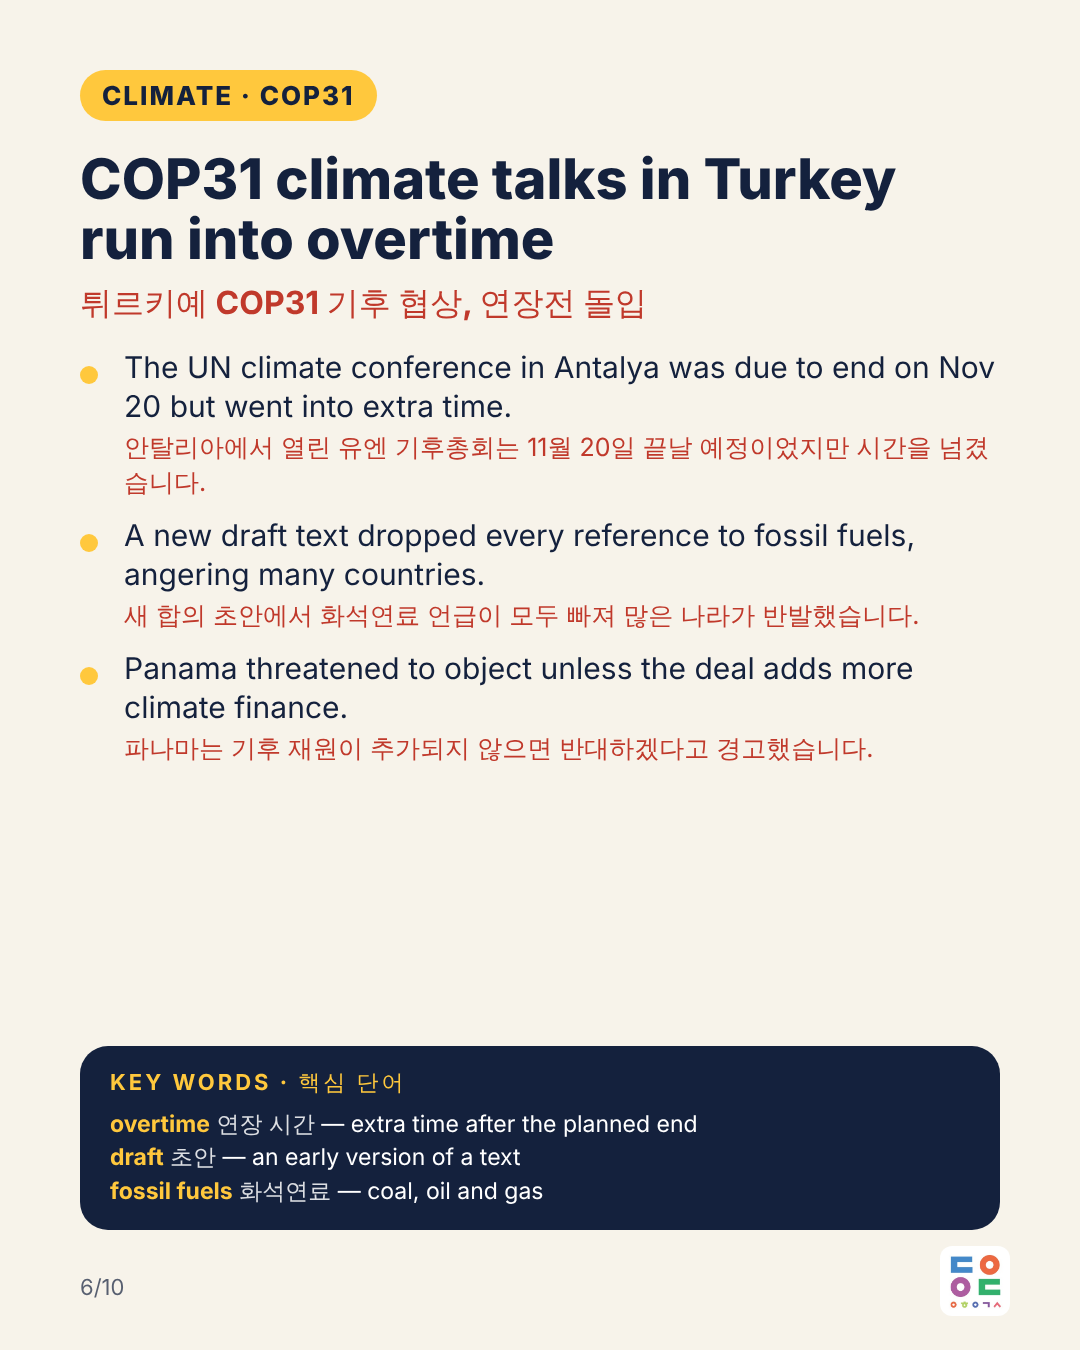 CLIMATE · COP31
COP31 climate talks in Turkey
run into overtime
튀르키예 COP31 기후 협상, 연장전 돌입
The UN climate conference in Antalya was due to end on Nov
20 but went into extra time.
안탈리아에서 열린 유엔 기후총회는 11월 20일 끝날 예정이었지만 시간을 넘겼
습니다.
A new draft text dropped every reference to fossil fuels,
angering many countries.
새 합의 초안에서 화석연료 언급이 모두 빠져 많은 나라가 반발했습니다.
Panama threatened to object unless the deal adds more
climate finance.
파나마는 기후 재원이 추가되지 않으면 반대하겠다고 경고했습니다.
KEY WORDS · 핵심 단어
overtime 연장 시간 — extra time after the planned end
draft 초안 — an early version of a text
fossil fuels 화석연료 — coal, oil and gas
6/10